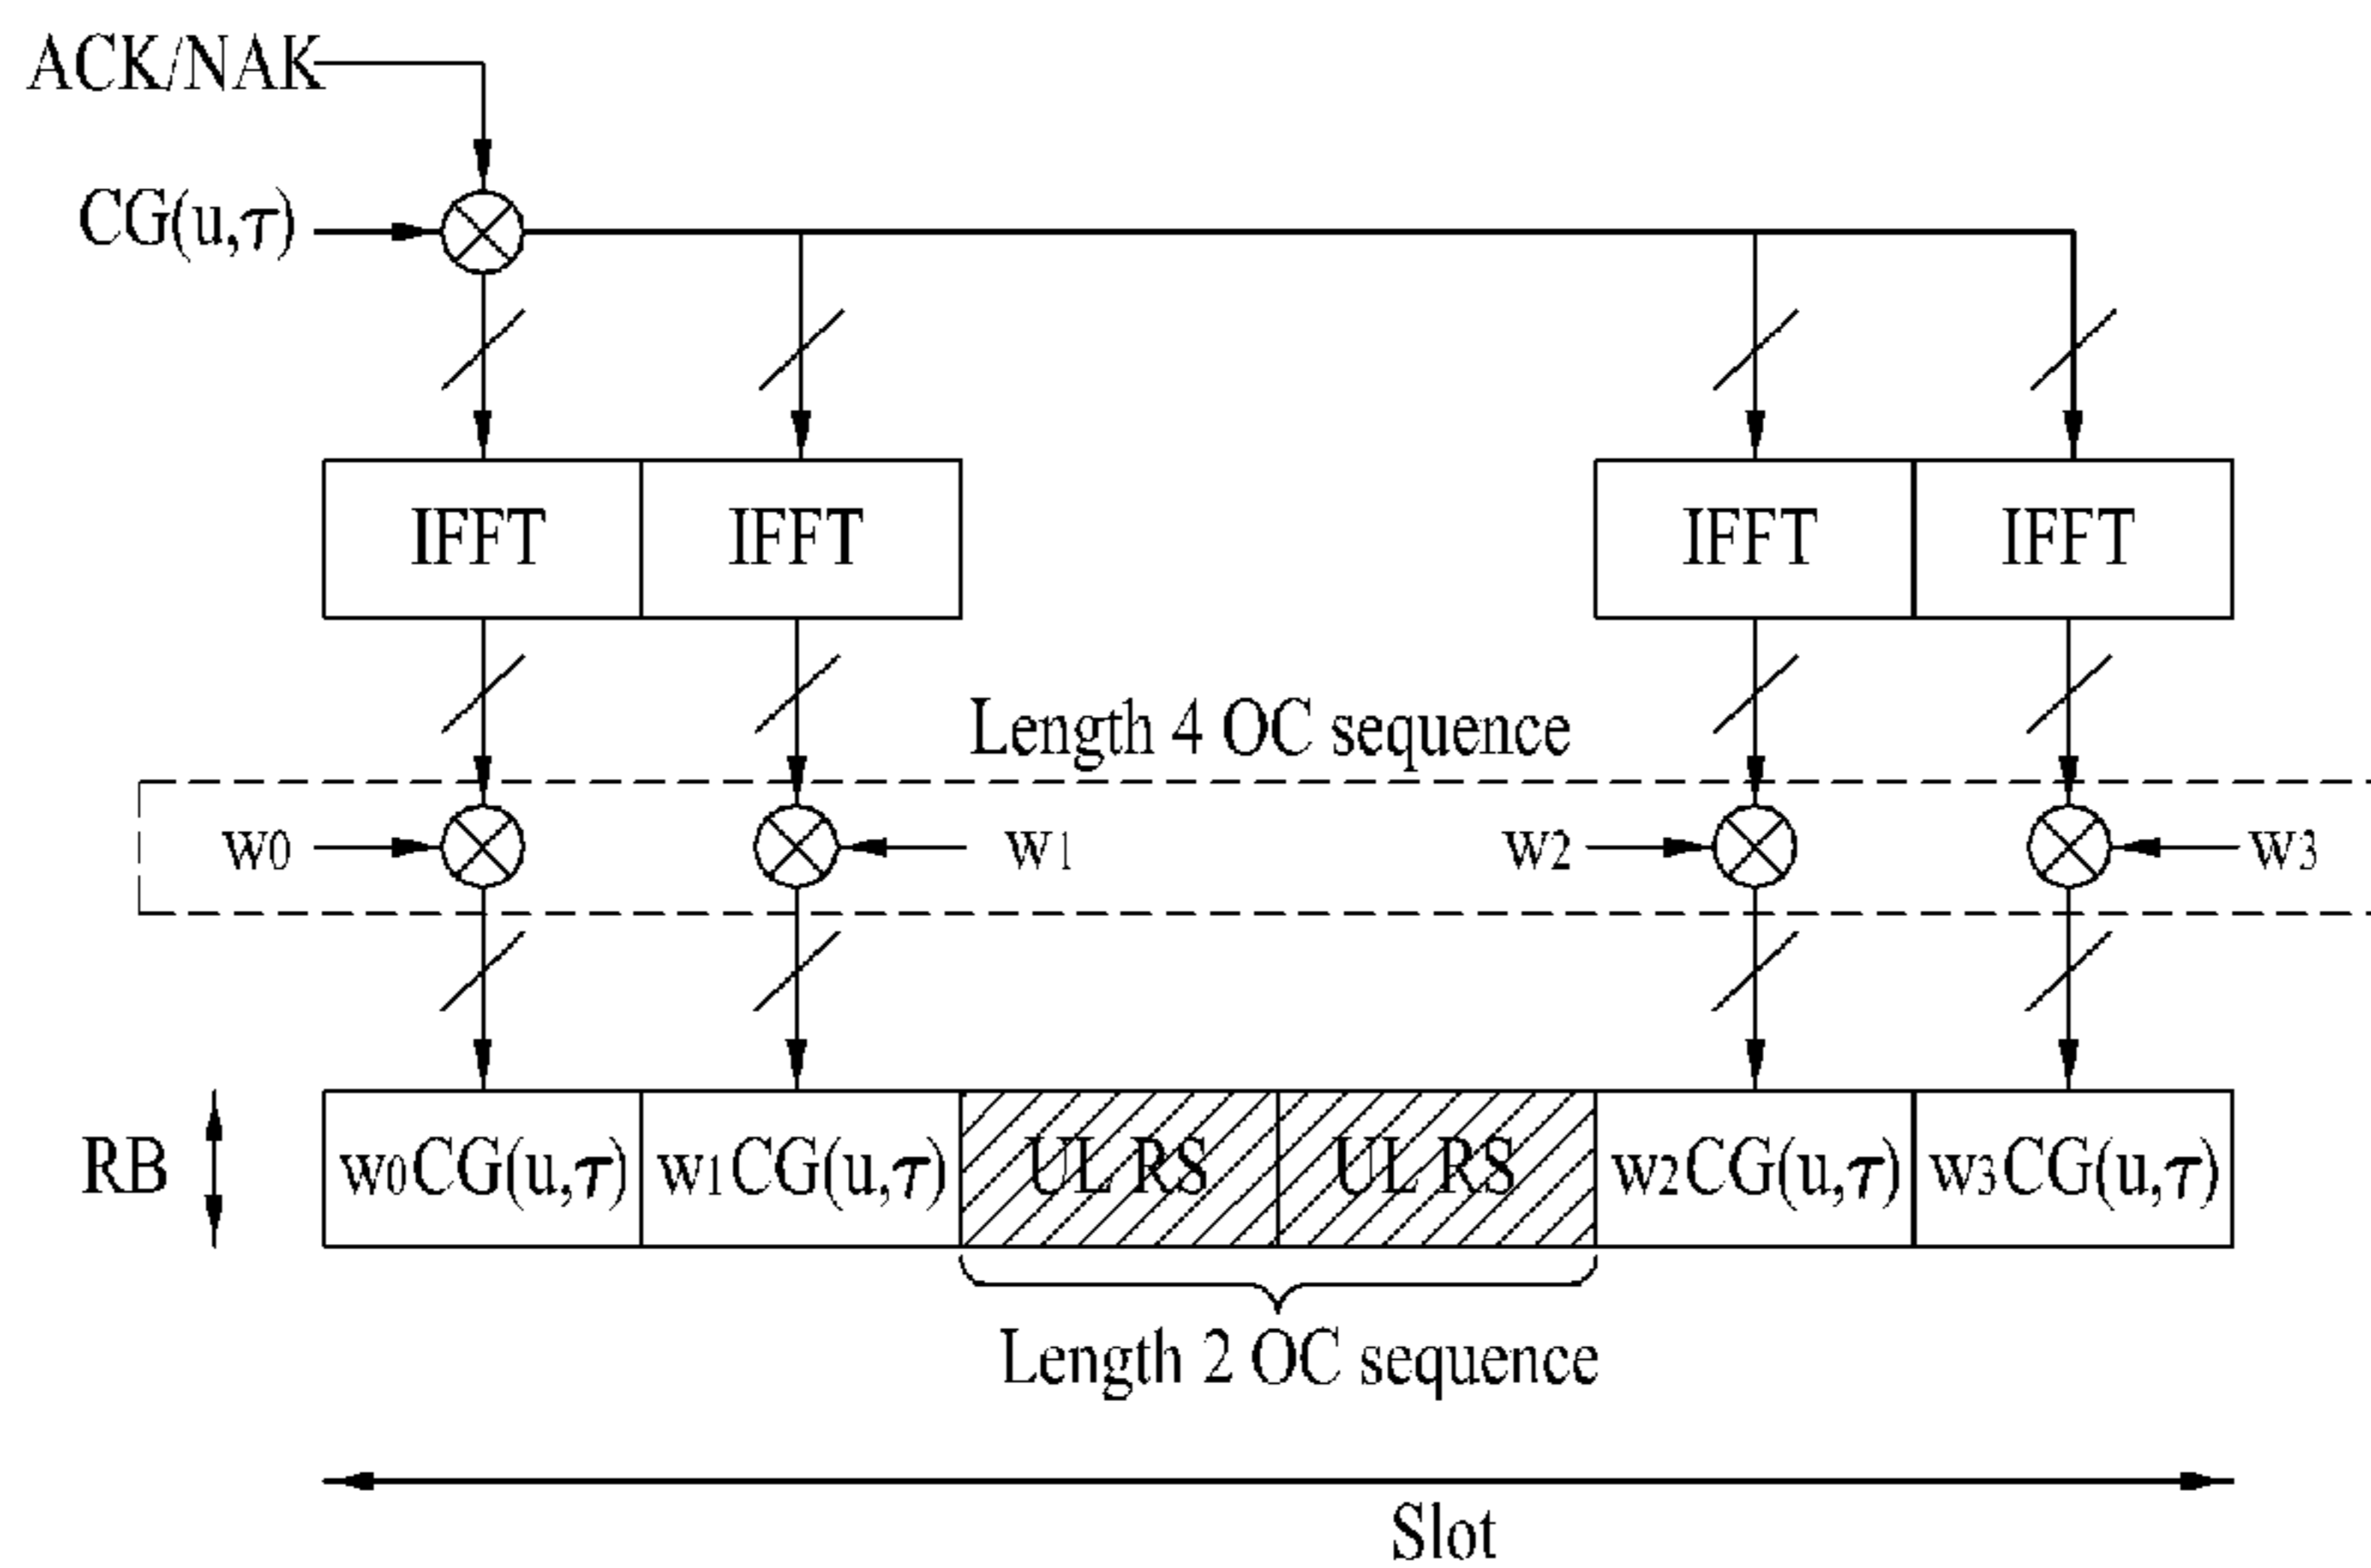 ACK/NAK
CG(u,τ)
IFFT IFFT IFFT IFFT
Length 4 OC sequence
w0 w1 w2 w3
RB w0CG(u,τ) w1CG(u,τ) UL RS UL RS w2CG(u,τ) w3CG(u,τ)
Length 2 OC sequence
Slot